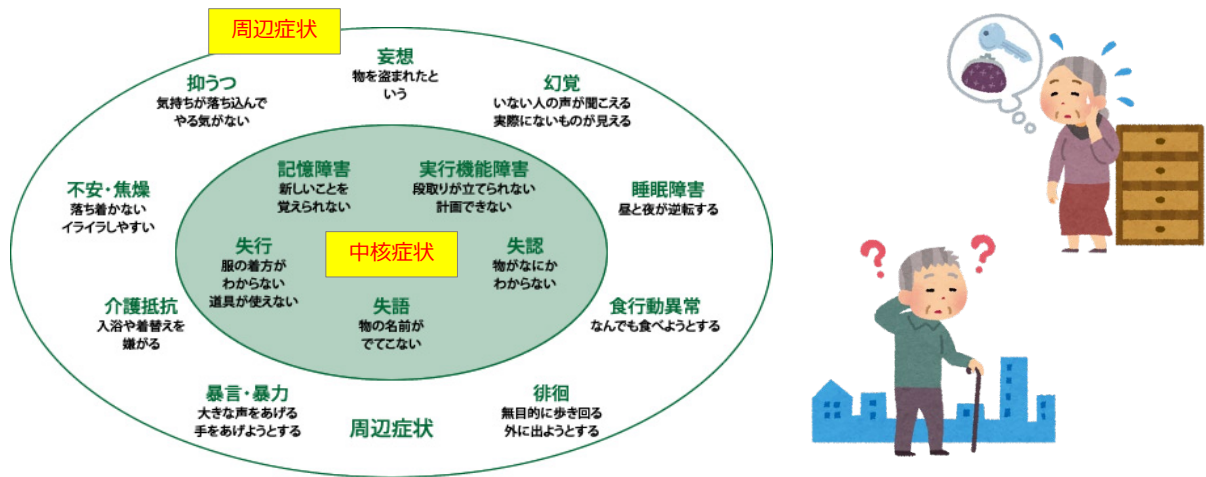 周辺症状
妄想
物を盗まれたと
いう
抑うつ
気持ちが落ち込んで
やる気がない
幻覚
いない人の声が聞こえる
実際にないものが見える
記憶障害
新しいことを
覚えられない
実行機能障害
段取りが立てられない
計画できない
不安・焦燥
落ち着かない
イライラしやすい
睡眠障害
昼と夜が逆転する
失行
服の着方が
わからない
道具が使えない
中核症状
失認
物がなにか
わからない
介護抵抗
入浴や着替えを
嫌がる
失語
物の名前が
でてこない
食行動異常
なんでも食べようとする
暴言・暴力
大きな声をあげる
手をあげようとする
周辺症状
徘徊
無目的に歩き回る
外に出ようとする
?
?